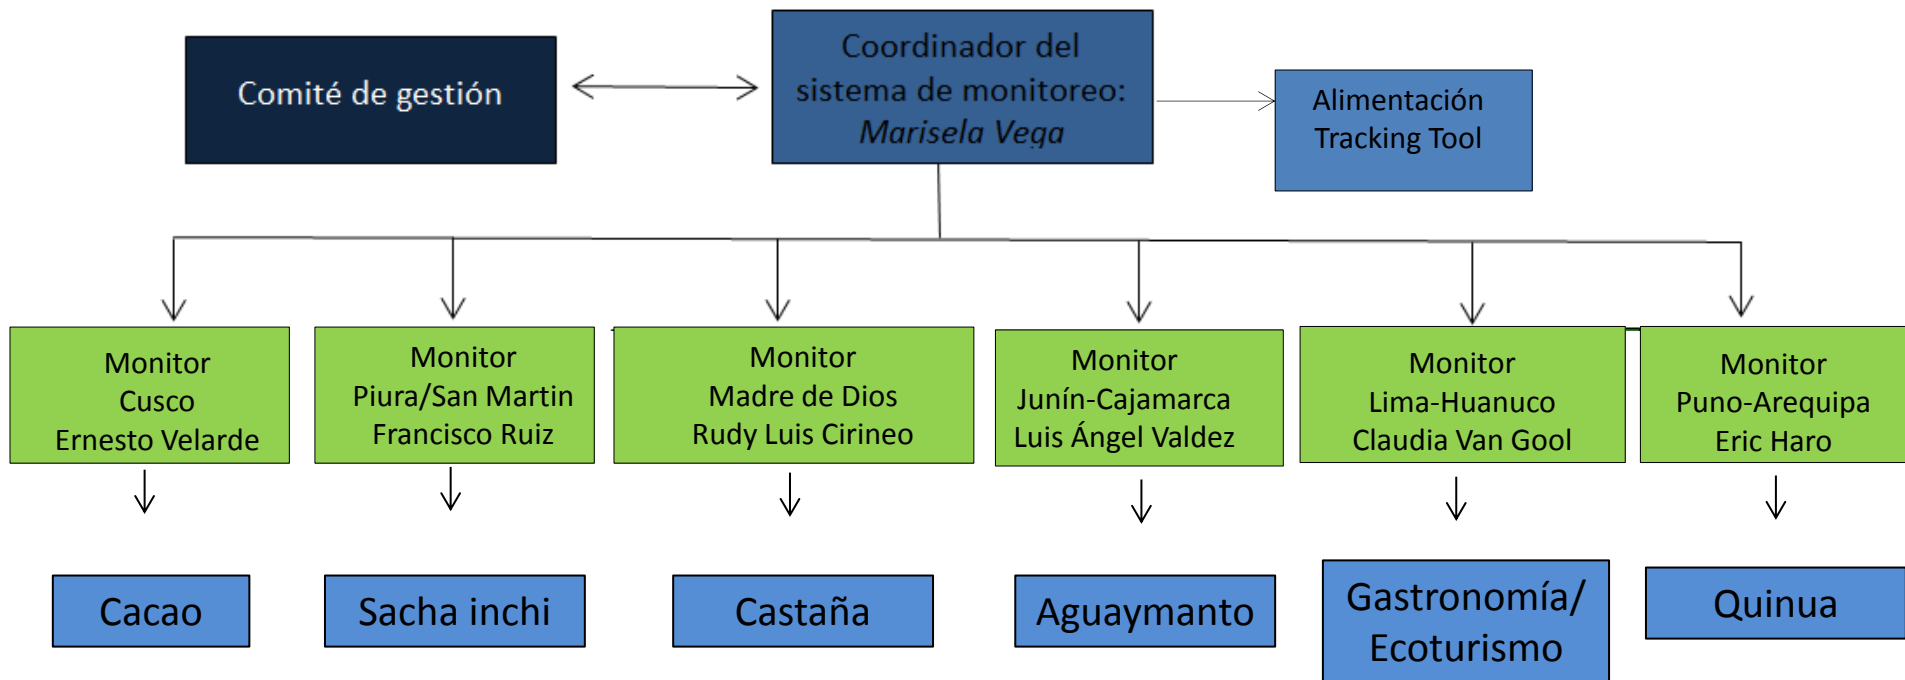 Comité de gestión
Coordinador del
sistema de monitoreo:
Marisela Vega
Alimentación
Tracking Tool
Monitor
Cusco
Ernesto Velarde
Monitor
Piura/San Martin
Francisco Ruiz
Monitor
Madre de Dios
Rudy Luis Cirineo
Monitor
Junín-Cajamarca
Luis Ángel Valdez
Monitor
Lima-Huanuco
Claudia Van Gool
Monitor
Puno-Arequipa
Eric Haro
Cacao
Sacha inchi
Castaña
Aguaymanto
Gastronomía/
Ecoturismo
Quinua